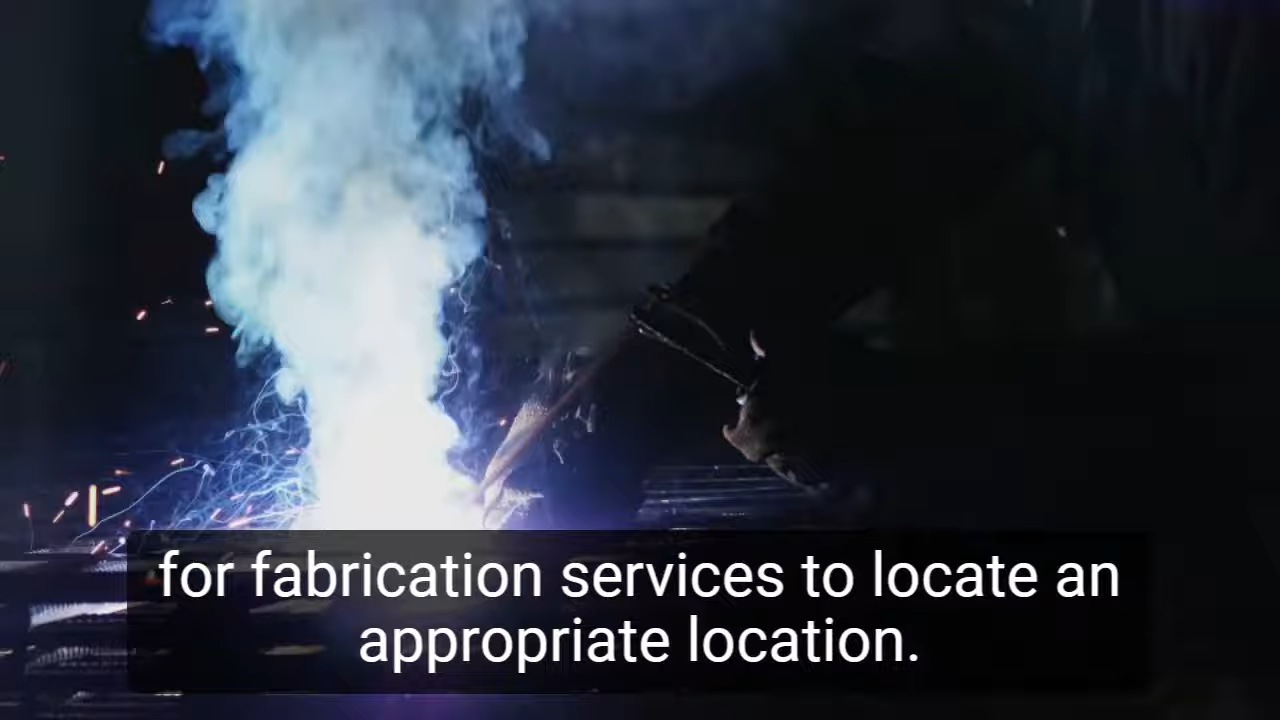 for fabrication services to locate an
appropriate location.